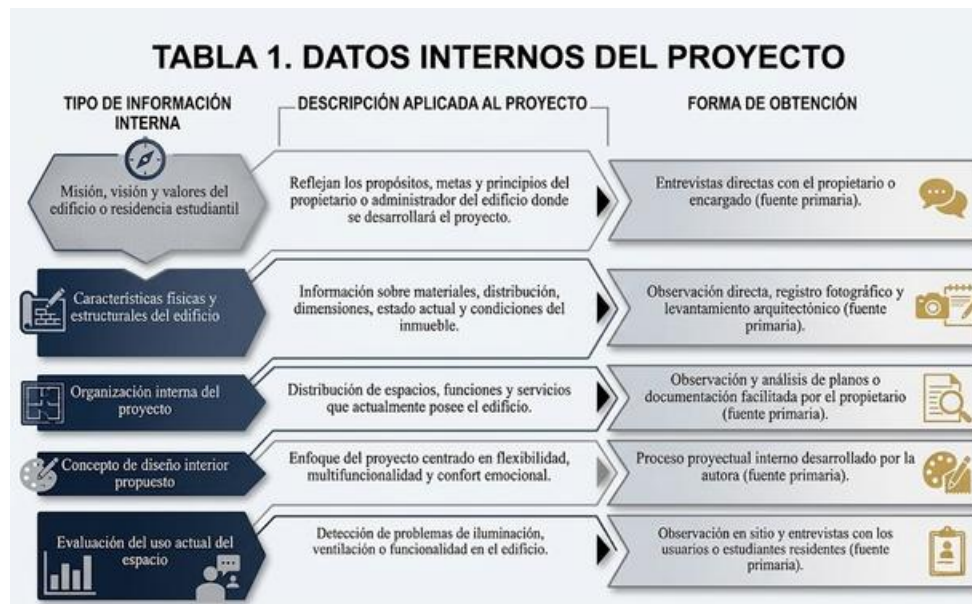 TABLA 1. DATOS INTERNOS DEL PROYECTO
TIPO DE INFORMACIÓN
INTERNA
DESCRIPCIÓN APLICADA AL PROYECTO
FORMA DE OBTENCIÓN
Misión, visión y valores del
edificio o residencia estudiantil
Reflejan los propósitos, metas y principios del
propietario o administrador del edificio donde
se desarrollará el proyecto.
Entrevistas directas con el propietario o
encargado (fuente primaria).
Características físicas y
estructurales del edificio
Información sobre materiales, distribución,
dimensiones, estado actual y condiciones del
inmueble.
Observación directa, registro fotográfico y
levantamiento arquitectónico (fuente
primaria).
Organización interna del
proyecto
Distribución de espacios, funciones y servicios
que actualmente posee el edificio.
Observación y análisis de planos o
documentación facilitada por el propietario
(fuente primaria).
Concepto de diseño interior
propuesto
Enfoque del proyecto centrado en flexibilidad,
multifuncionalidad y confort emocional.
Proceso proyectual interno desarrollado por la
autora (fuente primaria).
Evaluación del uso actual del
espacio
Detección de problemas de iluminación,
ventilación o funcionalidad en el edificio.
Observación en sitio y entrevistas con los
usuarios o estudiantes residentes (fuente
primaria).